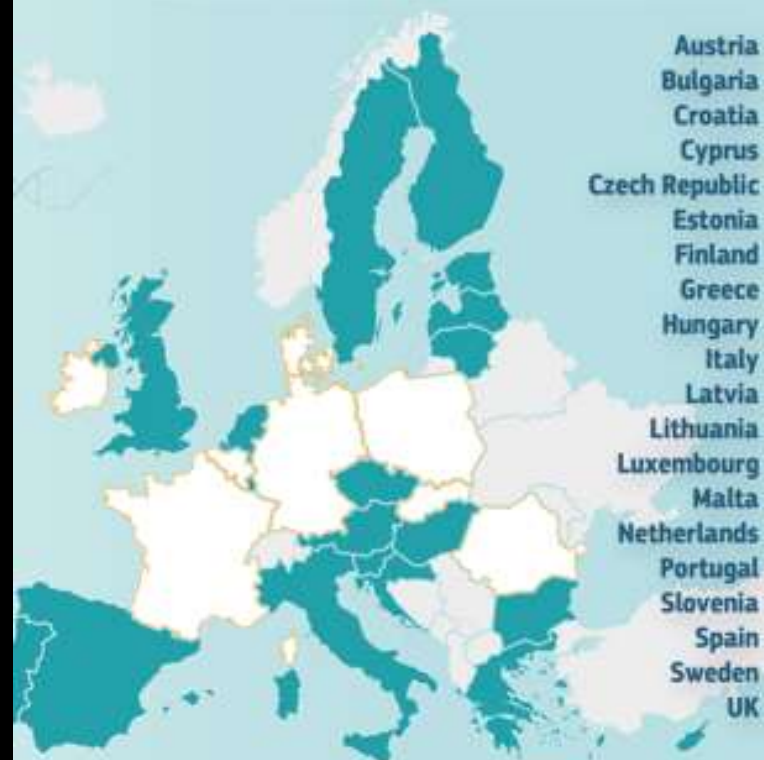 Austria
Bulgaria
Croatia
Cyprus
Czech Republic
Estonia
Finland
Greece
Hungary
Italy
Latvia
Lithuania
Luxembourg
Malta
Netherlands
Portugal
Slovenia
Spain
Sweden
UK